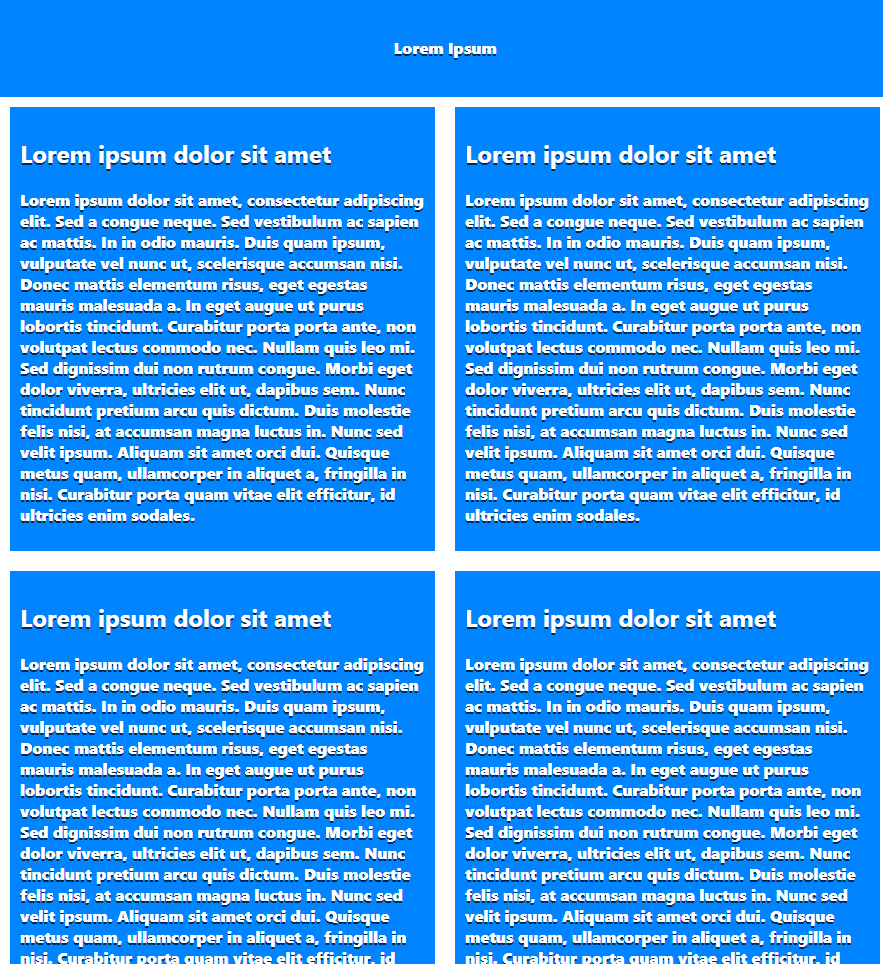 Lorem Ipsum
Lorem ipsum dolor sit amet
Lorem ipsum dolor sit amet, consectetur adipiscing
elit. Sed a congue neque. Sed vestibulum ac sapien
ac mattis. In in odio mauris. Duis quam ipsum,
vulputate vel nunc ut, scelerisque accumsan nisi.
Donec mattis elementum risus, eget egestas
mauris malesuada a. In eget augue ut purus
lobortis tincidunt. Curabitur porta porta ante, non
volutpat lectus commodo nec. Nullam quis leo mi.
Sed dignissim dui non rutrum congue. Morbi eget
dolor viverra, ultricies elit ut, dapibus sem. Nunc
tincidunt pretium arcu quis dictum. Duis molestie
felis nisi, at accumsan magna luctus in. Nunc sed
velit ipsum. Aliquam sit amet orci dui. Quisque
metus quam, ullamcorper in aliquet a, fringilla in
nisi. Curabitur porta quam vitae elit efficitur, id
ultricies enim sodales.
Lorem ipsum dolor sit amet
Lorem ipsum dolor sit amet, consectetur adipiscing
elit. Sed a congue neque. Sed vestibulum ac sapien
ac mattis. In in odio mauris. Duis quam ipsum,
vulputate vel nunc ut, scelerisque accumsan nisi.
Donec mattis elementum risus, eget egestas
mauris malesuada a. In eget augue ut purus
lobortis tincidunt. Curabitur porta porta ante, non
volutpat lectus commodo nec. Nullam quis leo mi.
Sed dignissim dui non rutrum congue. Morbi eget
dolor viverra, ultricies elit ut, dapibus sem. Nunc
tincidunt pretium arcu quis dictum. Duis molestie
felis nisi, at accumsan magna luctus in. Nunc sed
velit ipsum. Aliquam sit amet orci dui. Quisque
metus quam, ullamcorper in aliquet a, fringilla in
nisi. Curabitur porta quam vitae elit efficitur, id
ultricies enim sodales.
Lorem ipsum dolor sit amet
Lorem ipsum dolor sit amet, consectetur adipiscing
elit. Sed a congue neque. Sed vestibulum ac sapien
ac mattis. In in odio mauris. Duis quam ipsum,
vulputate vel nunc ut, scelerisque accumsan nisi.
Donec mattis elementum risus, eget egestas
mauris malesuada a. In eget augue ut purus
lobortis tincidunt. Curabitur porta porta ante, non
volutpat lectus commodo nec. Nullam quis leo mi.
Sed dignissim dui non rutrum congue. Morbi eget
dolor viverra, ultricies elit ut, dapibus sem. Nunc
tincidunt pretium arcu quis dictum. Duis molestie
felis nisi, at accumsan magna luctus in. Nunc sed
velit ipsum. Aliquam sit amet orci dui. Quisque
metus quam, ullamcorper in aliquet a, fringilla in
nisi. Curabitur porta quam vitae elit efficitur, id
Lorem ipsum dolor sit amet
Lorem ipsum dolor sit amet, consectetur adipiscing
elit. Sed a congue neque. Sed vestibulum ac sapien
ac mattis. In in odio mauris. Duis quam ipsum,
vulputate vel nunc ut, scelerisque accumsan nisi.
Donec mattis elementum risus, eget egestas
mauris malesuada a. In eget augue ut purus
lobortis tincidunt. Curabitur porta porta ante, non
volutpat lectus commodo nec. Nullam quis leo mi.
Sed dignissim dui non rutrum congue. Morbi eget
dolor viverra, ultricies elit ut, dapibus sem. Nunc
tincidunt pretium arcu quis dictum. Duis molestie
felis nisi, at accumsan magna luctus in. Nunc sed
velit ipsum. Aliquam sit amet orci dui. Quisque
metus quam, ullamcorper in aliquet a, fringilla in
nisi. Curabitur porta quam vitae elit efficitur, id